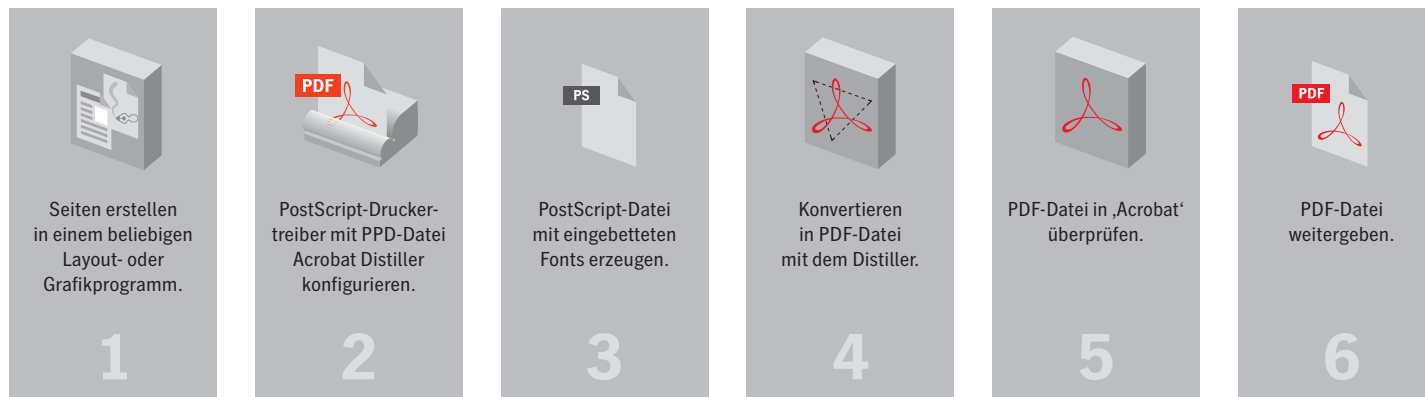 Seiten erstellen
in einem beliebigen
Layout- oder
Grafikprogramm.
1
PDF
PostScript-Drucker-
treiber mit PPD-Datei
Acrobat Distiller
konfigurieren.
2
PS
PostScript-Datei
mit eingebetteten
Fonts erzeugen.
3
Konvertieren
in PDF-Datei
mit dem Distiller.
4
PDF-Datei in ‚Acrobat‘
überprüfen.
5
PDF
PDF-Datei
weitergeben.
6